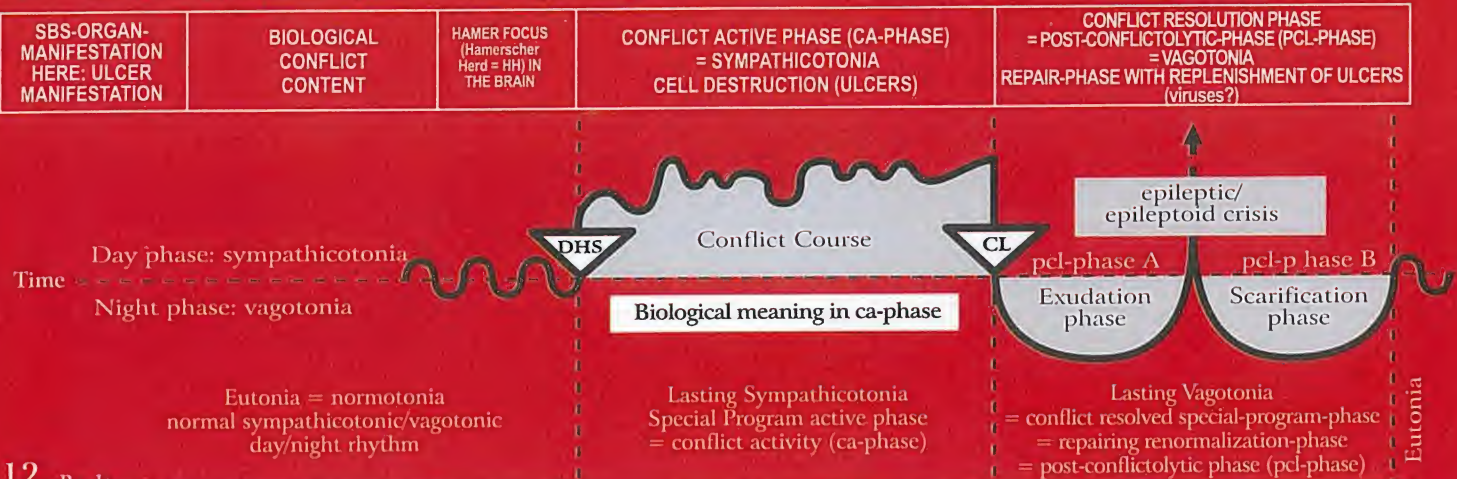 SBS-ORGAN-
MANIFESTATION
HERE: ULCER
MANIFESTATION
BIOLOGICAL
CONFLICT
CONTENT
HAMER FOCUS
(Hamerscher
Herd = HH) IN
THE BRAIN
CONFLICT ACTIVE PHASE (CA-PHASE)
= SYMPATHICOTONIA
CELL DESTRUCTION (ULCERS)
CONFLICT RESOLUTION PHASE
= POST-CONFLICTOLYTIC-PHASE (PCL-PHASE)
= VAGOTONIA
REPAIR-PHASE WITH REPLENISHMENT OF ULCERS
(viruses?)
epileptic/
epileptoid crisis
DHS
Conflict Course
CL
Day phase: sympathicotonia
pcl-phase A
pcl-p hase B
Time
Night phase: vagotonia
Biological meaning in ca-phase
Exudation
phase
Scarification
phase
Eutonia = normotonia
normal sympathicotonic/vagotonic
day/night rhythm
Lasting Sympathicotonia
Special Program active phase
= conflict activity (ca-phase)
Lasting Vagotonia
= conflict resolved special-program-phase
= repairing renormalization-phase
= post-conflictolytic phase (pcl-phase)
Eutonia
12